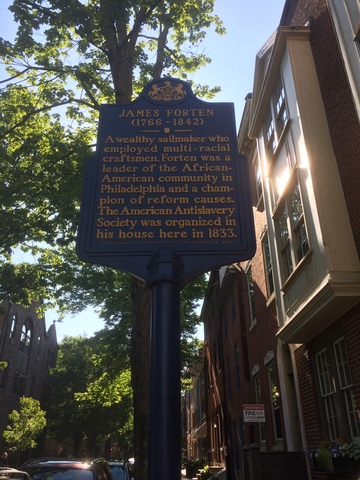 JAMES FORTEN
(1766-1842)
A wealthy sailmaker who
employed multi-racial
craftsmen, Forten was a
leader of the African-
American community in
Philadelphia and a cham-
pion of reform causes.
The American Antislavery
Society was organized in
his house here in 1833.